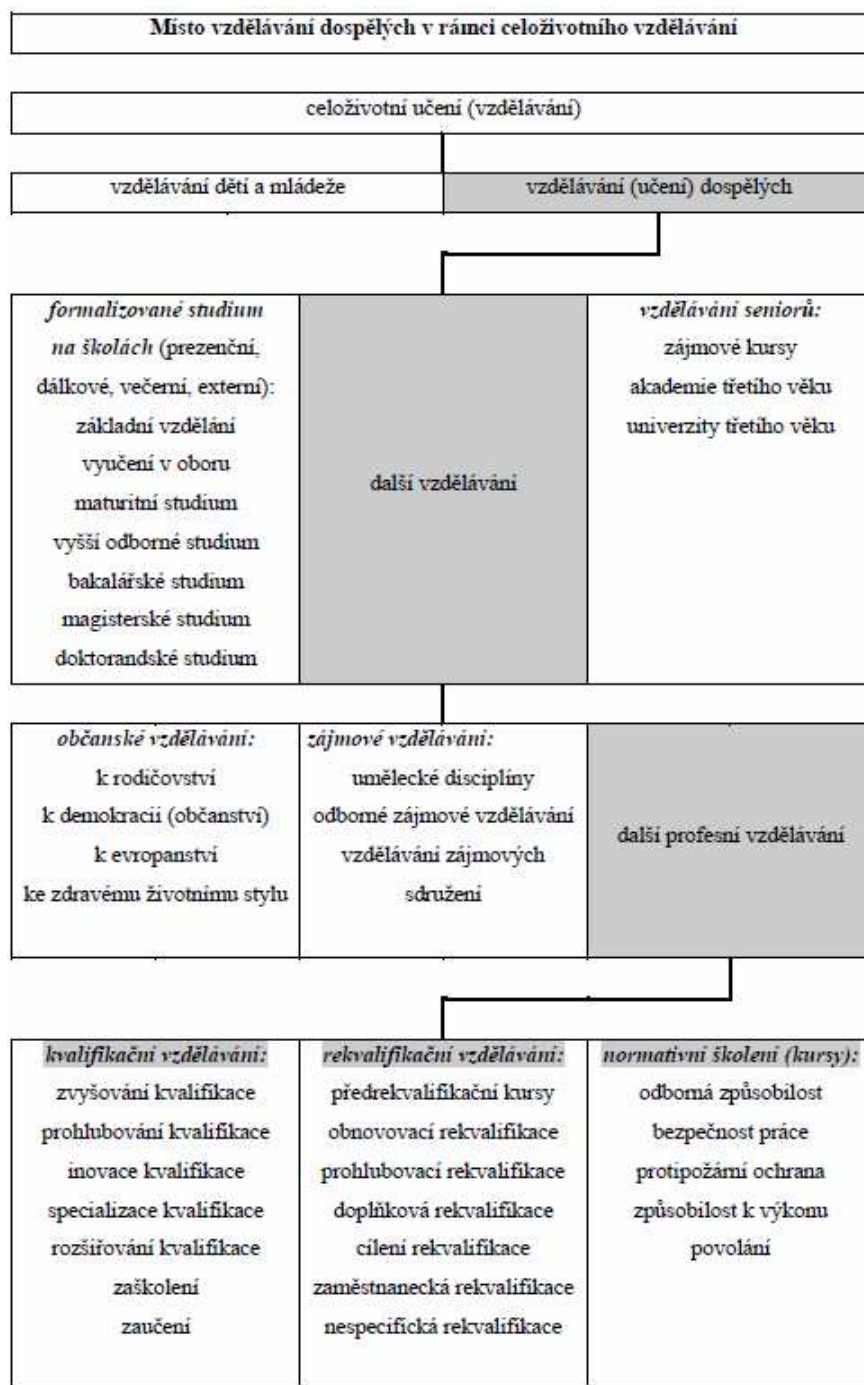 Místo vzdělávání dospělých v rámci celoživotního vzdělávání
celoživotní učení (vzdělávání)
vzdělávání dětí a mládeže
vzdělávání (učení) dospělých
formalizované studium
na školách (prezenční,
dálkové, večerní, externí):
základní vzdělání
vyučení v oboru
maturitní studium
vyšší odborné studium
bakalářské studium
magisterské studium
doktorandské studium
další vzdělávání
vzdělávání seniorů:
zájmové kursy
akademie třetího věku
univerzity třetího věku
občanské vzdělávání:
k rodičovství
k demokracii (občanství)
k evropanství
ke zdravému životnímu stylu
zájmové vzdělávání:
umělecké disciplíny
odborné zájmové vzdělávání
vzdělávání zájmových
sdružení
další profesní vzdělávání
kvalifikační vzdělávání:
zvyšování kvalifikace
prohlubování kvalifikace
inovace kvalifikace
specializace kvalifikace
rozšiřování kvalifikace
zaškolení
zaučení
rekvalifikační vzdělávání:
předrekvalifikační kursy
obnovovací rekvalifikace
prohlubovací rekvalifikace
doplňková rekvalifikace
cílení rekvalifikace
zaměstnanecká rekvalifikace
nespecifická rekvalifikace
normativní školení (kursy):
odborná způsobilost
bezpečnost práce
protipožární ochrana
způsobilost k výkonu
povolání